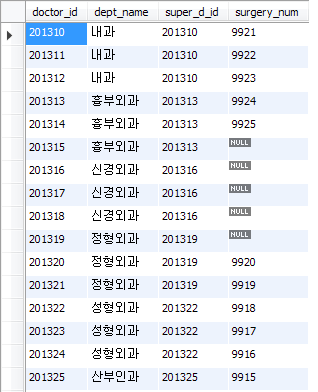 doctor_id dept_name super_d_id surgery_num
201310 내과 201310 9921
201311 내과 201310 9922
201312 내과 201310 9923
201313 흉부외과 201313 9924
201314 흉부외과 201313 9925
201315 흉부외과 201313 NULL
201316 신경외과 201316 NULL
201317 신경외과 201316 NULL
201318 신경외과 201316 NULL
201319 정형외과 201319 NULL
201320 정형외과 201319 9920
201321 정형외과 201319 9919
201322 성형외과 201322 9918
201323 성형외과 201322 9917
201324 성형외과 201322 9916
201325 산부인과 201325 9915